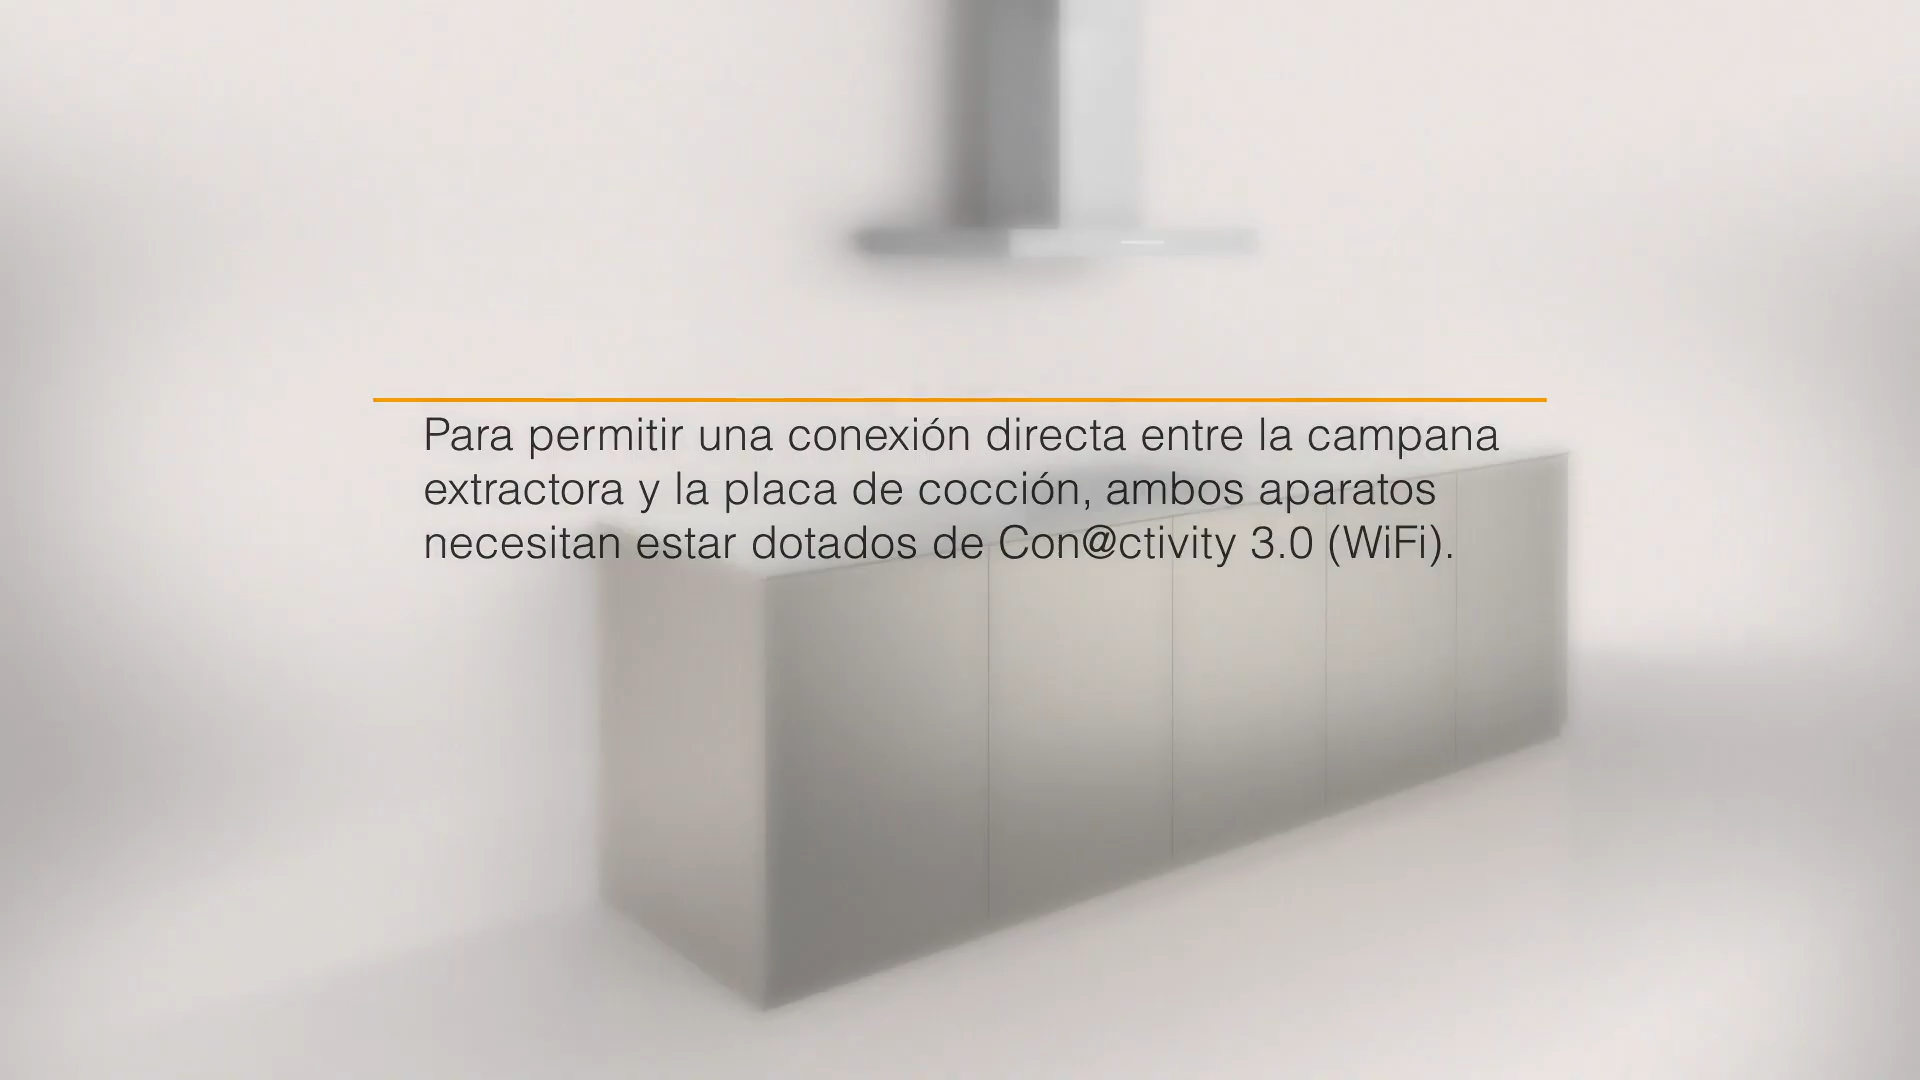 Para permitir una conexión directa entre la campana
extractora y la placa de cocción, ambos aparatos
necesitan estar dotados de Con@ctivity 3.0 (WiFi).